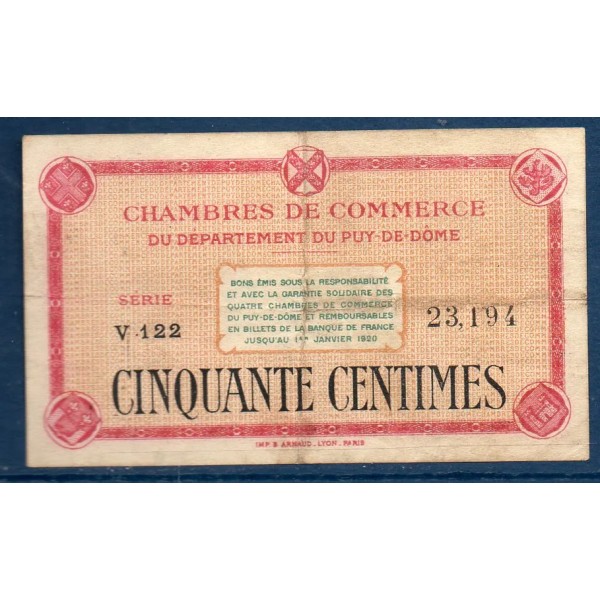 CHAMBRES DE COMMERCE
DU DEPARTEMENT DU PUY-DE-DÔME
BONS ÉMIS SOUS LA RESPONSABILITÉ
ET AVEC LA GARANTIE SOLIDAIRE DES
QUATRE CHAMBRES DE COMMERCE
DU PUY-DE-DÔME ET REMBOURSABLES
EN BILLETS DE LA BANQUE DE FRANCE
JUSQU'AU 1ER JANVIER 1920
SÉRIE
V.122
23,194
CINQUANTE CENTIMES
IMP. B ARNAUD. LYON. PARIS